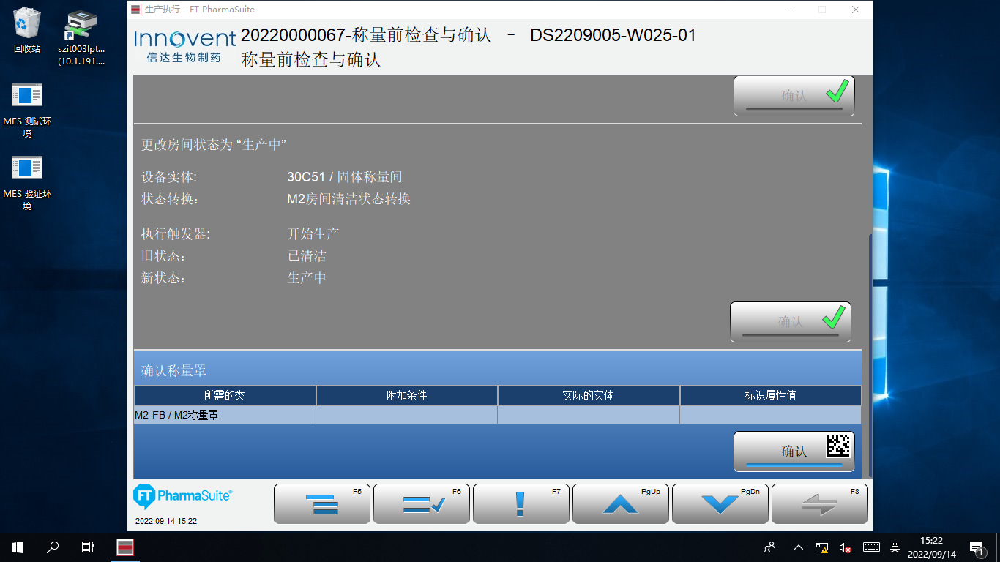 回收站
szit003lpt...
(10.1.191....
MES 测试环
境
MES 验证环
境
生产执行 - FT PharmaSuite
Innovent
信达生物制药
20220000067-称量前检查与确认 - DS2209005-W025-01
称量前检查与确认
确认
更改房间状态为 “生产中”
设备实体: 30C51 / 固体称量间
状态转换: M2房间清洁状态转换
执行触发器: 开始生产
旧状态: 已清洁
新状态: 生产中
确认
确认称量罩
所需的类 附加条件 实际的实体 标识属性值
M2-FB / M2称量罩
确认
FT PharmaSuite®
2022.09.14 15:22
F5
F6
F7
PgUp
PgDn
F8
英
15:22
2022/09/14
1